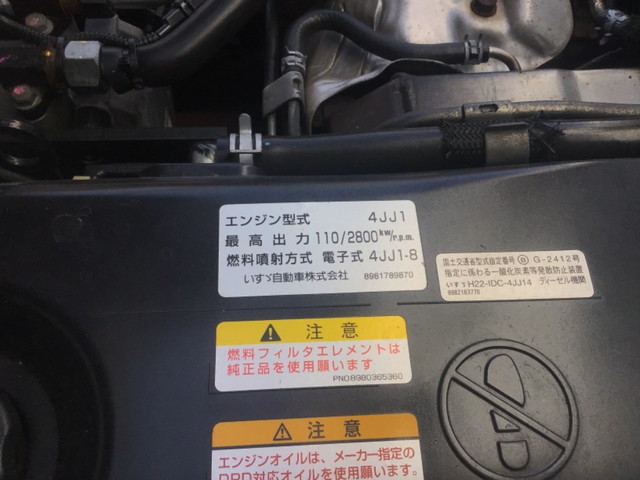 エンジン型式 4JJ1
最高出力 110/2800 kw/r.p.m.
燃料噴射方式 電子式 4JJ1-8
いすゞ自動車株式会社 8981789870
国土交通省型式指定番号 Ⓑ G-2412号
指定に係わる一酸化炭素等発散防止装置
いすゞ H22-IDC-4JJ14 ディーゼル機関
8982183770
注意
燃料フィルタエレメントは
純正品を使用願います
PNO8980365360
注意
エンジンオイルは、メーカー指定の
DPD対応オイルを使用願います。